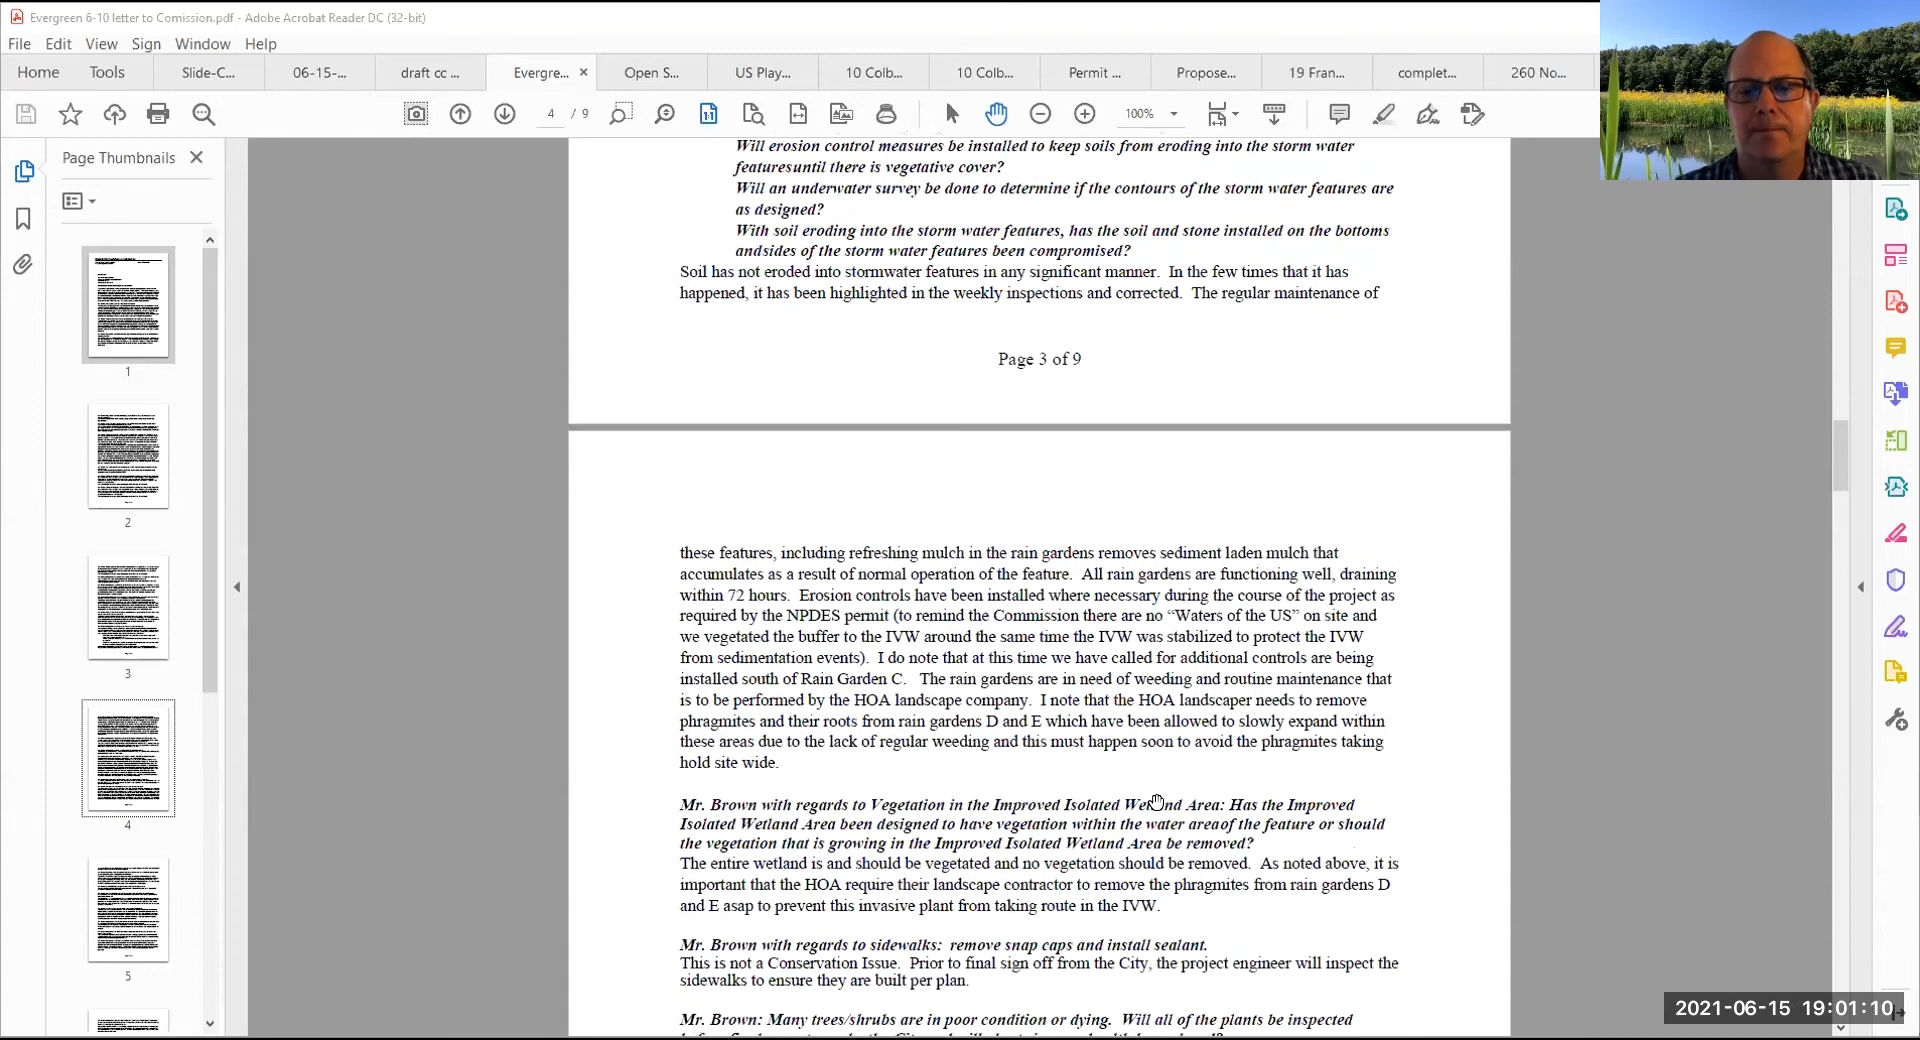 Evergreen 6-10 letter to Comission.pdf - Adobe Acrobat Reader DC (32-bit)
File Edit View Sign Window Help
Home Tools Slide-C... 06-15-... draft cc ... Evergre... × Open S... US Play... 10 Colb... 10 Colb... Permit ... Propose... 19 Fran... complet... 260 No...
4 / 9 100%
Page Thumbnails ×
1
2
3
4
5
Will erosion control measures be installed to keep soils from eroding into the storm water
featuresuntil there is vegetative cover?
Will an underwater survey be done to determine if the contours of the storm water features are
as designed?
With soil eroding into the storm water features, has the soil and stone installed on the bottoms
andsides of the storm water features been compromised?
Soil has not eroded into stormwater features in any significant manner. In the few times that it has
happened, it has been highlighted in the weekly inspections and corrected. The regular maintenance of
Page 3 of 9
these features, including refreshing mulch in the rain gardens removes sediment laden mulch that
accumulates as a result of normal operation of the feature. All rain gardens are functioning well, draining
within 72 hours. Erosion controls have been installed where necessary during the course of the project as
required by the NPDES permit (to remind the Commission there are no “Waters of the US” on site and
we vegetated the buffer to the IVW around the same time the IVW was stabilized to protect the IVW
from sedimentation events). I do note that at this time we have called for additional controls are being
installed south of Rain Garden C. The rain gardens are in need of weeding and routine maintenance that
is to be performed by the HOA landscape company. I note that the HOA landscaper needs to remove
phragmites and their roots from rain gardens D and E which have been allowed to slowly expand within
these areas due to the lack of regular weeding and this must happen soon to avoid the phragmites taking
hold site wide.
Mr. Brown with regards to Vegetation in the Improved Isolated Wetland Area: Has the Improved
Isolated Wetland Area been designed to have vegetation within the water areaof the feature or should
the vegetation that is growing in the Improved Isolated Wetland Area be removed?
The entire wetland is and should be vegetated and no vegetation should be removed. As noted above, it is
important that the HOA require their landscape contractor to remove the phragmites from rain gardens D
and E asap to prevent this invasive plant from taking route in the IVW.
Mr. Brown with regards to sidewalks: remove snap caps and install sealant.
This is not a Conservation Issue. Prior to final sign off from the City, the project engineer will inspect the
sidewalks to ensure they are built per plan.
Mr. Brown: Many trees/shrubs are in poor condition or dying. Will all of the plants be inspected
2021-06-15 19:01:10